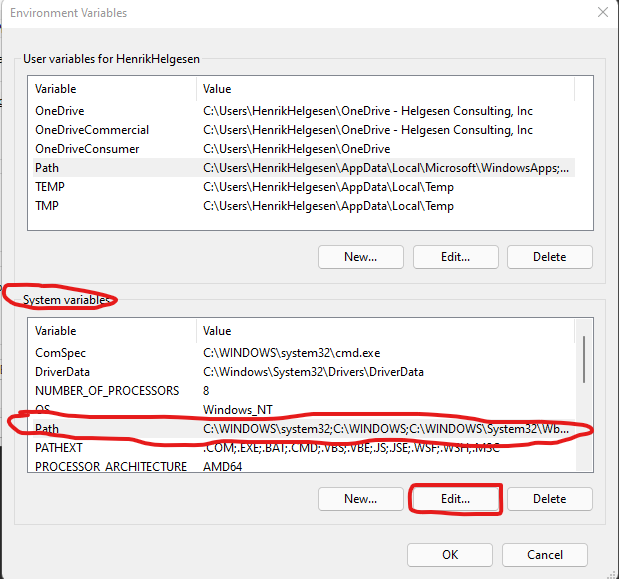 Environment Variables
User variables for HenrikHelgesen
Variable Value
OneDrive C:\Users\HenrikHelgesen\OneDrive - Helgesen Consulting, Inc
OneDriveCommercial C:\Users\HenrikHelgesen\OneDrive - Helgesen Consulting, Inc
OneDriveConsumer C:\Users\HenrikHelgesen\OneDrive
Path C:\Users\HenrikHelgesen\AppData\Local\Microsoft\WindowsApps;...
TEMP C:\Users\HenrikHelgesen\AppData\Local\Temp
TMP C:\Users\HenrikHelgesen\AppData\Local\Temp
New... Edit... Delete
System variables
Variable Value
ComSpec C:\WINDOWS\system32\cmd.exe
DriverData C:\Windows\System32\Drivers\DriverData
NUMBER_OF_PROCESSORS 8
OS Windows_NT
Path C:\WINDOWS\system32;C:\WINDOWS;C:\WINDOWS\System32\Wb...
PATHEXT .COM;.EXE;.BAT;.CMD;.VBS;.VBE;.JS;.JSE;.WSF;.WSH;.MSC
PROCESSOR_ARCHITECTURE AMD64
New... Edit... Delete
OK Cancel